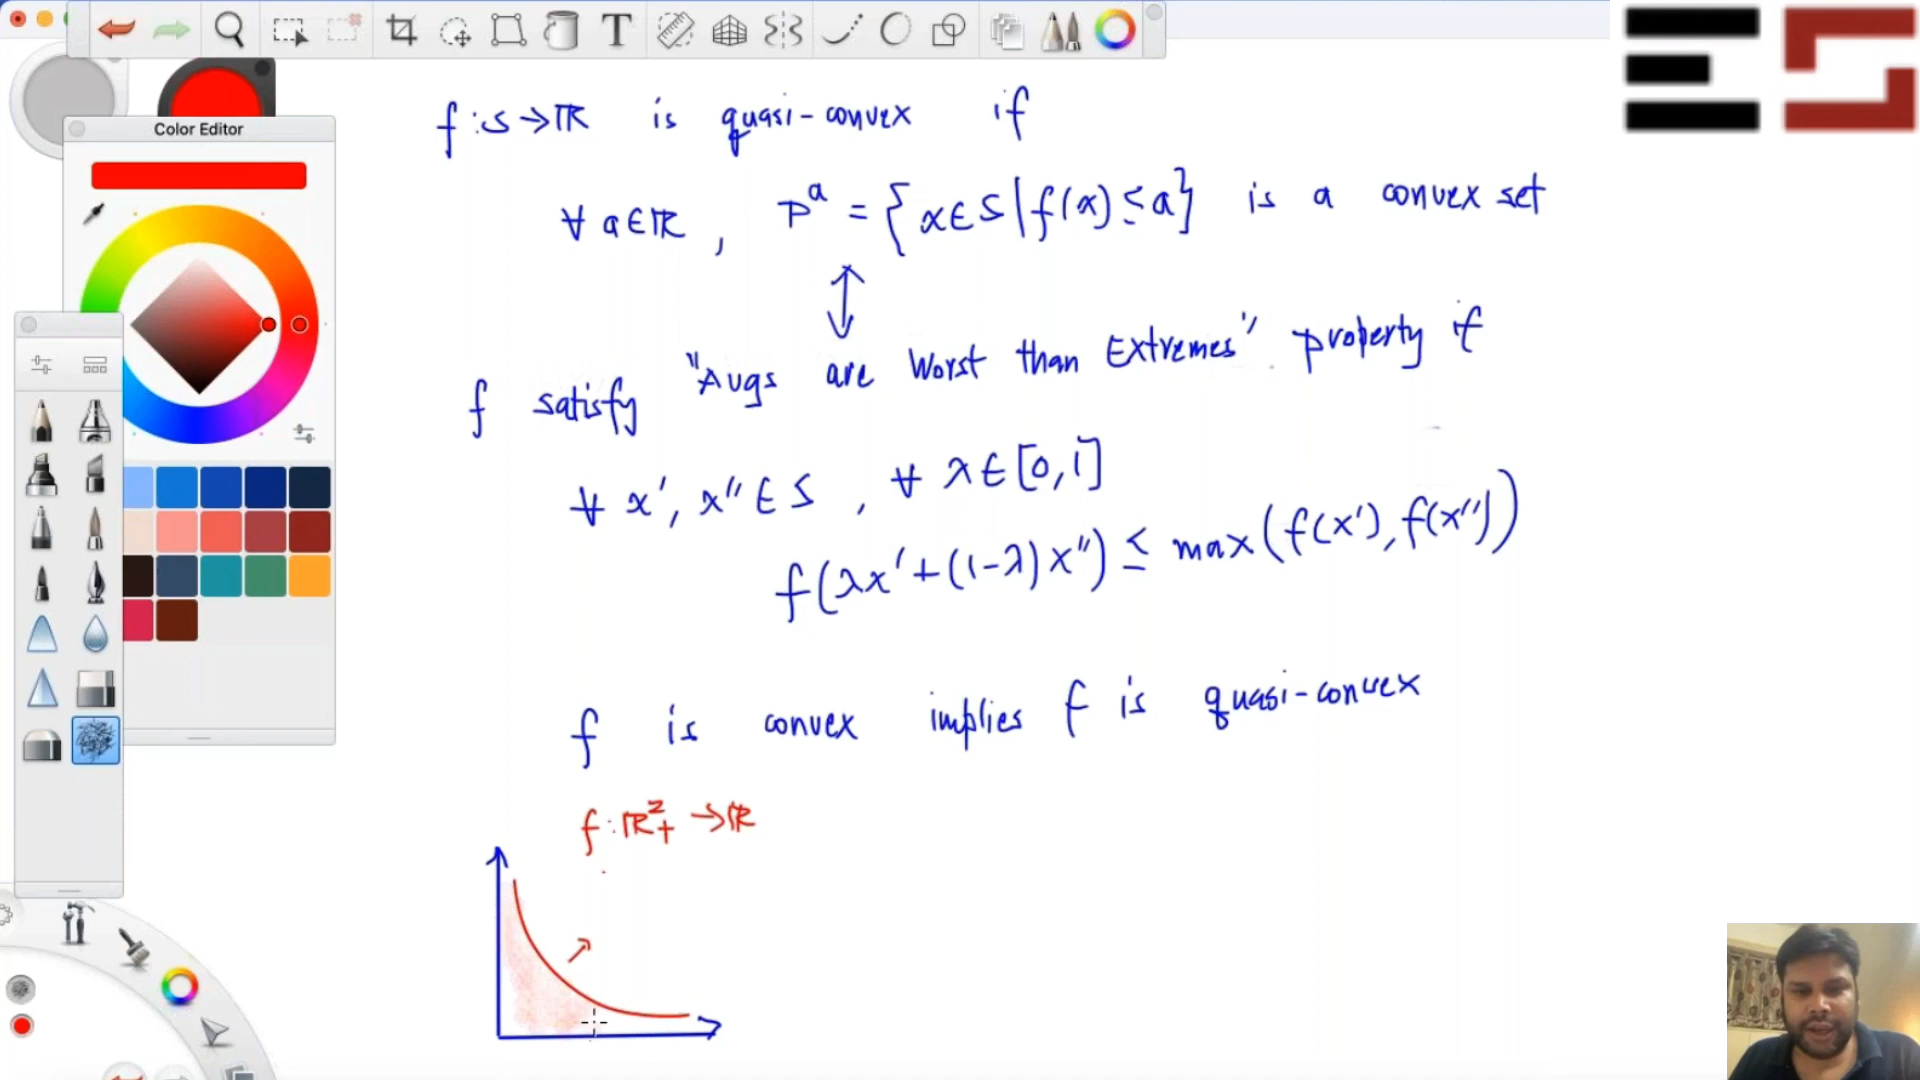 Color Editor
f : S → ℝ is quasi-convex if
∀ a ∈ ℝ , P^a = {x ∈ S | f(x) ≤ a} is a convex set
f satisfy "Avgs are Worst than Extremes" property if
∀ x', x'' ∈ S , ∀ λ ∈ [0,1]
f(λx' + (1-λ)x'') ≤ max(f(x'), f(x''))
f is convex implies f is quasi-convex
f : ℝ²₊ → ℝ